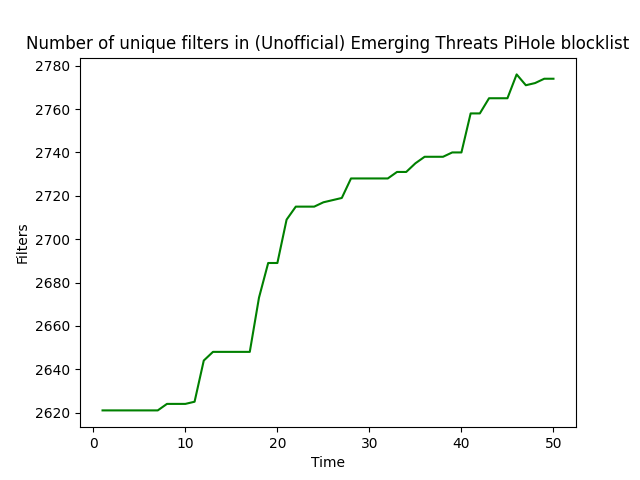 Number of unique filters in (Unofficial) Emerging Threats PiHole blocklist
2780
2760
2740
2720
2700
2680
2660
2640
2620
Filters
0 10 20 30 40 50
Time